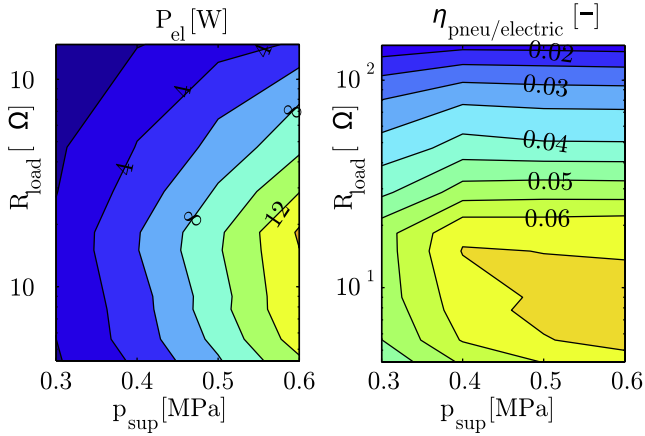 P_el [W]
η_pneu/electric [−]
4
4
4
8
8
12
10
10
R_load [ Ω]
0.3 0.4 0.5 0.6
p_sup [MPa]
0.02
0.03
0.04
0.05
0.06
10^2
10^1
R_load [ Ω]
0.3 0.4 0.5 0.6
p_sup [MPa]